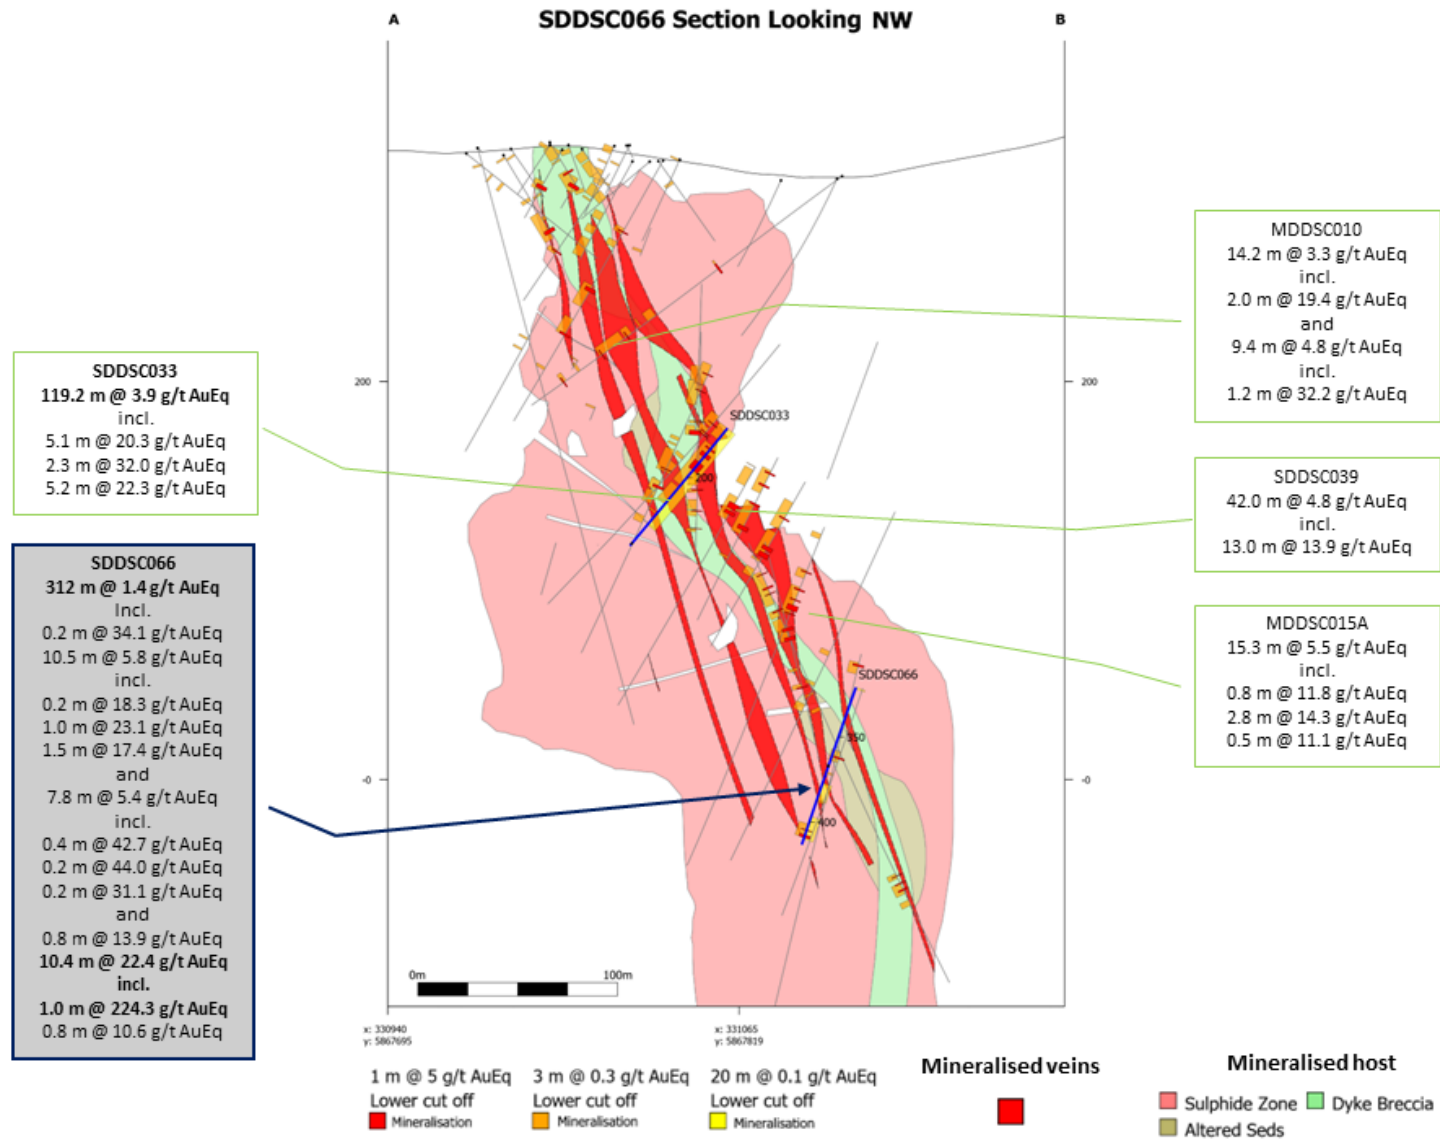 SDDSC066 Section Looking NW
A
B
MDDSC010
14.2 m @ 3.3 g/t AuEq
incl.
2.0 m @ 19.4 g/t AuEq
and
9.4 m @ 4.8 g/t AuEq
incl.
1.2 m @ 32.2 g/t AuEq
SDDSC033
119.2 m @ 3.9 g/t AuEq
incl.
5.1 m @ 20.3 g/t AuEq
2.3 m @ 32.0 g/t AuEq
5.2 m @ 22.3 g/t AuEq
200
200
SDDSC033
200
SDDSC039
42.0 m @ 4.8 g/t AuEq
incl.
13.0 m @ 13.9 g/t AuEq
SDDSC066
312 m @ 1.4 g/t AuEq
Incl.
0.2 m @ 34.1 g/t AuEq
10.5 m @ 5.8 g/t AuEq
incl.
0.2 m @ 18.3 g/t AuEq
1.0 m @ 23.1 g/t AuEq
1.5 m @ 17.4 g/t AuEq
and
7.8 m @ 5.4 g/t AuEq
incl.
0.4 m @ 42.7 g/t AuEq
0.2 m @ 44.0 g/t AuEq
0.2 m @ 31.1 g/t AuEq
and
0.8 m @ 13.9 g/t AuEq
10.4 m @ 22.4 g/t AuEq
incl.
1.0 m @ 224.3 g/t AuEq
0.8 m @ 10.6 g/t AuEq
MDDSC015A
15.3 m @ 5.5 g/t AuEq
incl.
0.8 m @ 11.8 g/t AuEq
2.8 m @ 14.3 g/t AuEq
0.5 m @ 11.1 g/t AuEq
SDDSC066
350
-0
-0
400
0m 100m
x: 330940
y: 5867695
x: 331065
y: 5867819
1 m @ 5 g/t AuEq
Lower cut off
Mineralisation
3 m @ 0.3 g/t AuEq
Lower cut off
Mineralisation
20 m @ 0.1 g/t AuEq
Lower cut off
Mineralisation
Mineralised veins
Mineralised host
Sulphide Zone
Dyke Breccia
Altered Seds